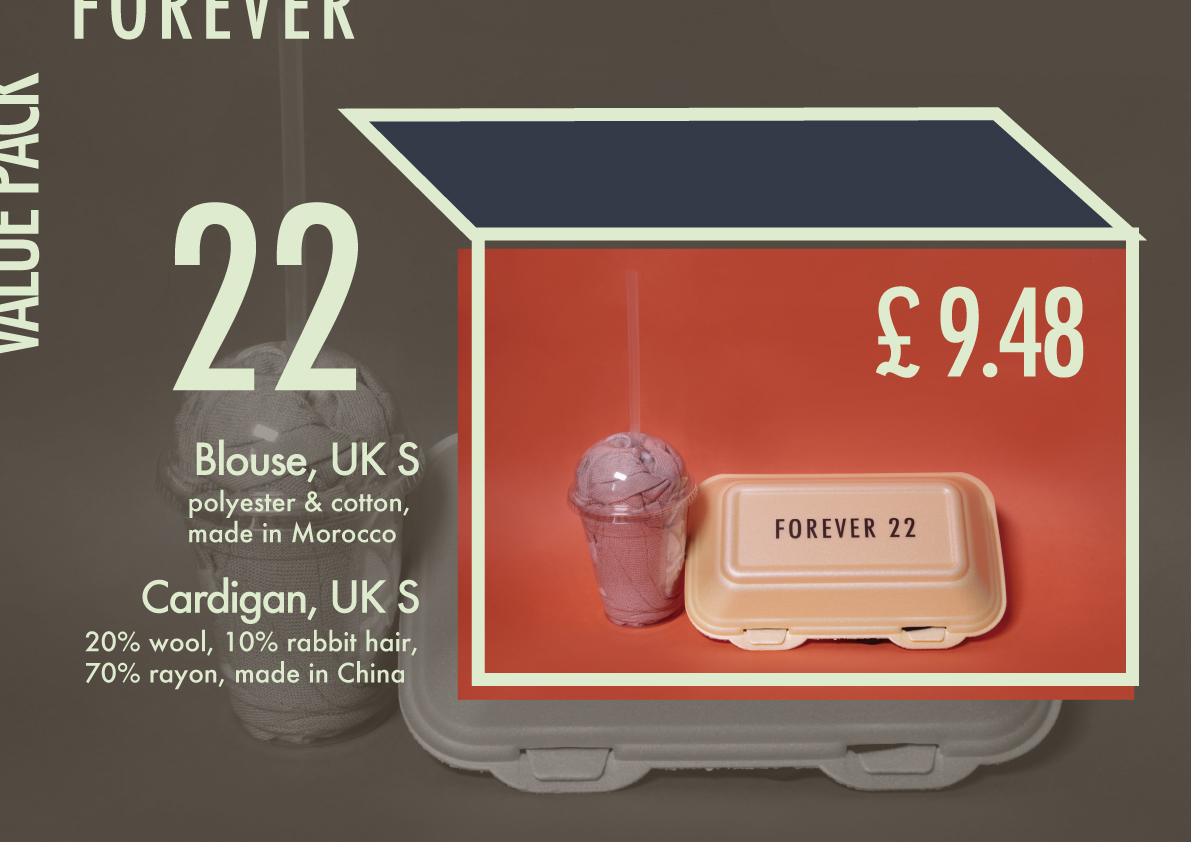 FOREVER
VALUE PACK
22
£ 9.48
Blouse, UK S
polyester & cotton,
made in Morocco
Cardigan, UK S
20% wool, 10% rabbit hair,
70% rayon, made in China
FOREVER 22